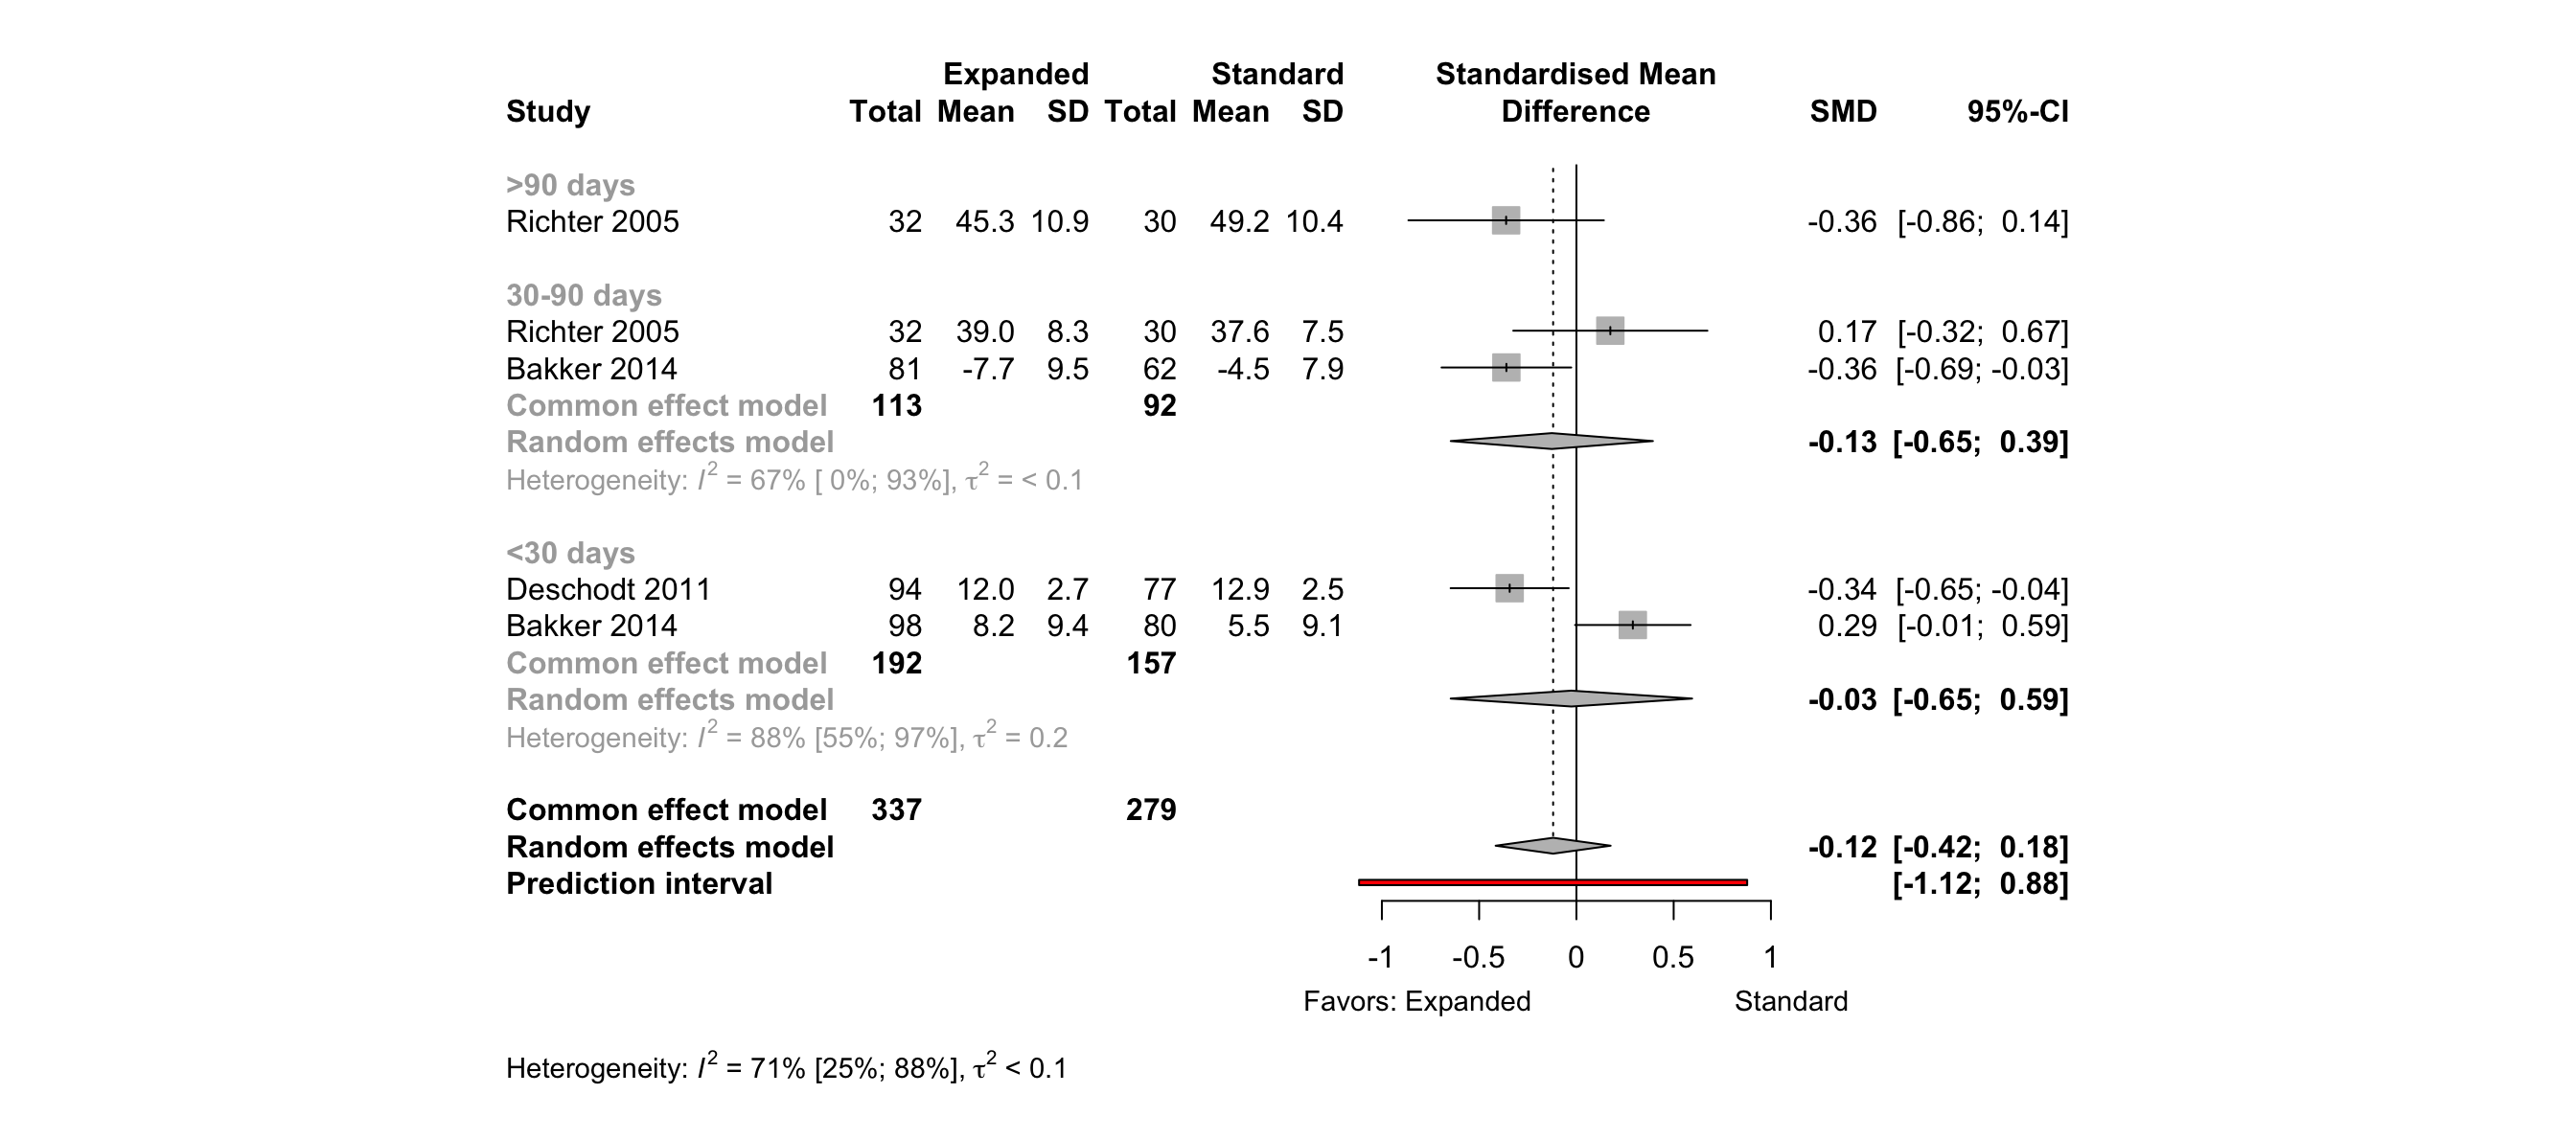 Expanded Standard Standardised Mean
Study Total Mean SD Total Mean SD Difference SMD 95%-CI
>90 days
Richter 2005 32 45.3 10.9 30 49.2 10.4 -0.36 [-0.86; 0.14]
30-90 days
Richter 2005 32 39.0 8.3 30 37.6 7.5 0.17 [-0.32; 0.67]
Bakker 2014 81 -7.7 9.5 62 -4.5 7.9 -0.36 [-0.69; -0.03]
Common effect model 113 92
Random effects model -0.13 [-0.65; 0.39]
Heterogeneity: I² = 67% [ 0%; 93%], τ² = < 0.1
<30 days
Deschodt 2011 94 12.0 2.7 77 12.9 2.5 -0.34 [-0.65; -0.04]
Bakker 2014 98 8.2 9.4 80 5.5 9.1 0.29 [-0.01; 0.59]
Common effect model 192 157
Random effects model -0.03 [-0.65; 0.59]
Heterogeneity: I² = 88% [55%; 97%], τ² = 0.2
Common effect model 337 279
Random effects model -0.12 [-0.42; 0.18]
Prediction interval [-1.12; 0.88]
-1 -0.5 0 0.5 1
Favors: Expanded Standard
Heterogeneity: I² = 71% [25%; 88%], τ² < 0.1